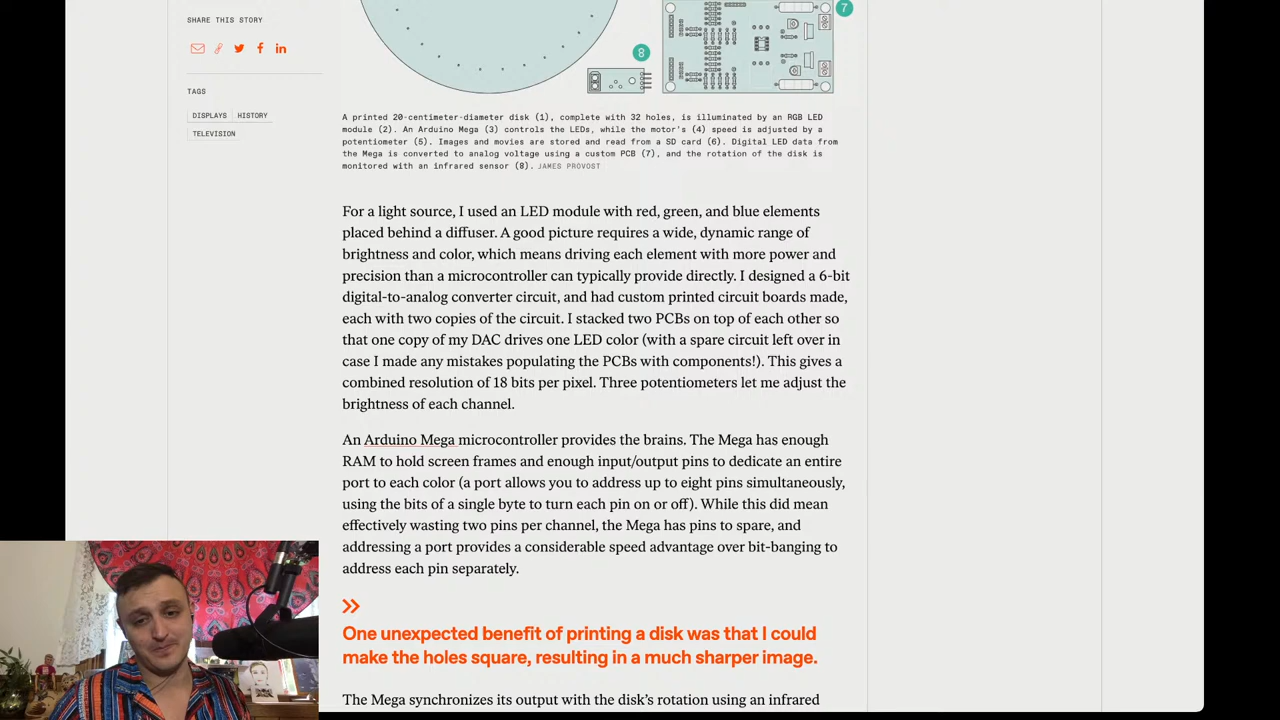 SHARE THIS STORY
TAGS
DISPLAYS
HISTORY
TELEVISION
7
8
A printed 20-centimeter-diameter disk (1), complete with 32 holes, is illuminated by an RGB LED
module (2). An Arduino Mega (3) controls the LEDs, while the motor's (4) speed is adjusted by a
potentiometer (5). Images and movies are stored and read from a SD card (6). Digital LED data from
the Mega is converted to analog voltage using a custom PCB (7), and the rotation of the disk is
monitored with an infrared sensor (8). JAMES PROVOST
For a light source, I used an LED module with red, green, and blue elements
placed behind a diffuser. A good picture requires a wide, dynamic range of
brightness and color, which means driving each element with more power and
precision than a microcontroller can typically provide directly. I designed a 6-bit
digital-to-analog converter circuit, and had custom printed circuit boards made,
each with two copies of the circuit. I stacked two PCBs on top of each other so
that one copy of my DAC drives one LED color (with a spare circuit left over in
case I made any mistakes populating the PCBs with components!). This gives a
combined resolution of 18 bits per pixel. Three potentiometers let me adjust the
brightness of each channel.
An Arduino Mega microcontroller provides the brains. The Mega has enough
RAM to hold screen frames and enough input/output pins to dedicate an entire
port to each color (a port allows you to address up to eight pins simultaneously,
using the bits of a single byte to turn each pin on or off). While this did mean
effectively wasting two pins per channel, the Mega has pins to spare, and
addressing a port provides a considerable speed advantage over bit-banging to
address each pin separately.
One unexpected benefit of printing a disk was that I could
make the holes square, resulting in a much sharper image.
The Mega synchronizes its output with the disk's rotation using an infrared